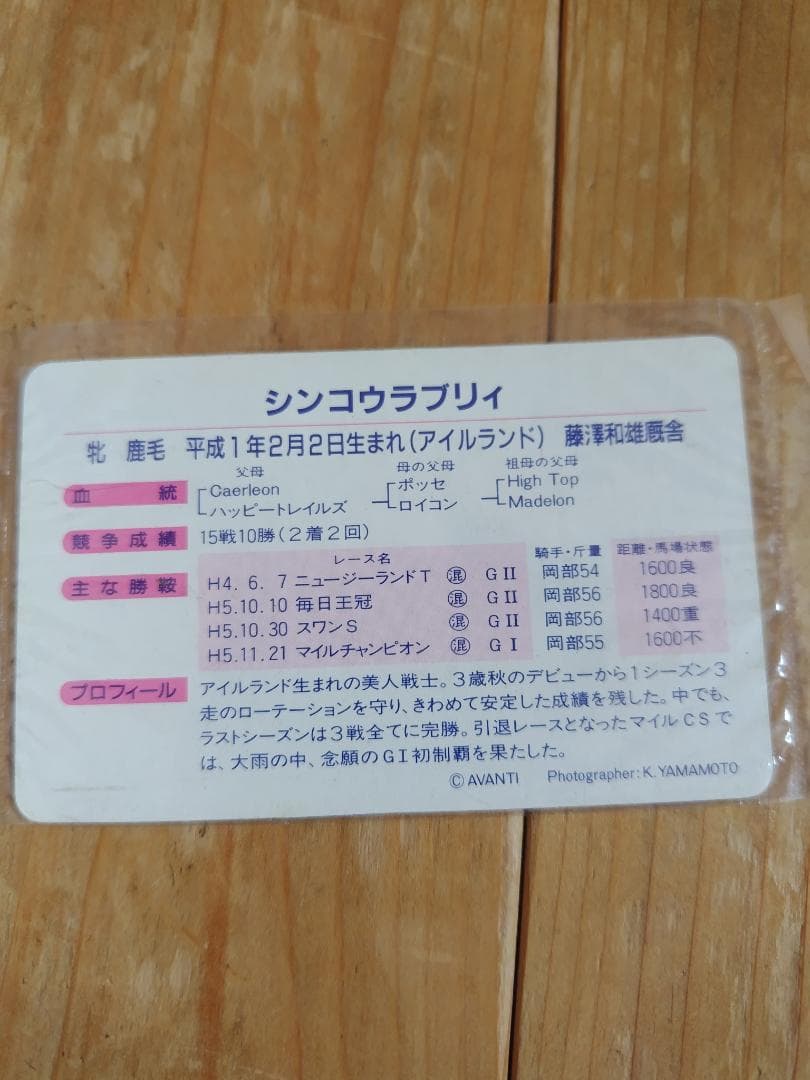 シンコウラブリィ
牝 鹿毛 平成1年2月2日生まれ(アイルランド) 藤澤和雄厩舎
父母 母の父母 祖母の父母
血統 Caerleon ポッセ High Top
ハッピートレイルズ ロイコン Madelon
競争成績 15戦10勝(2着2回)
レース名 騎手・斤量 距離・馬場状態
主な勝鞍 H4. 6. 7 ニュージーランドT 混 GⅡ 岡部54 1600良
H5.10.10 毎日王冠 混 GⅡ 岡部56 1800良
H5.10.30 スワンS 混 GⅡ 岡部56 1400重
H5.11.21 マイルチャンピオン 混 GⅠ 岡部55 1600不
プロフィール アイルランド生まれの美人戦士。3歳秋のデビューから1シーズン3
走のローテーションを守り、きわめて安定した成績を残した。中でも、
ラストシーズンは3戦全てに完勝。引退レースとなったマイルCSで
は、大雨の中、念願のGⅠ初制覇を果たした。
Ⓒ AVANTI Photographer: K. YAMAMOTO